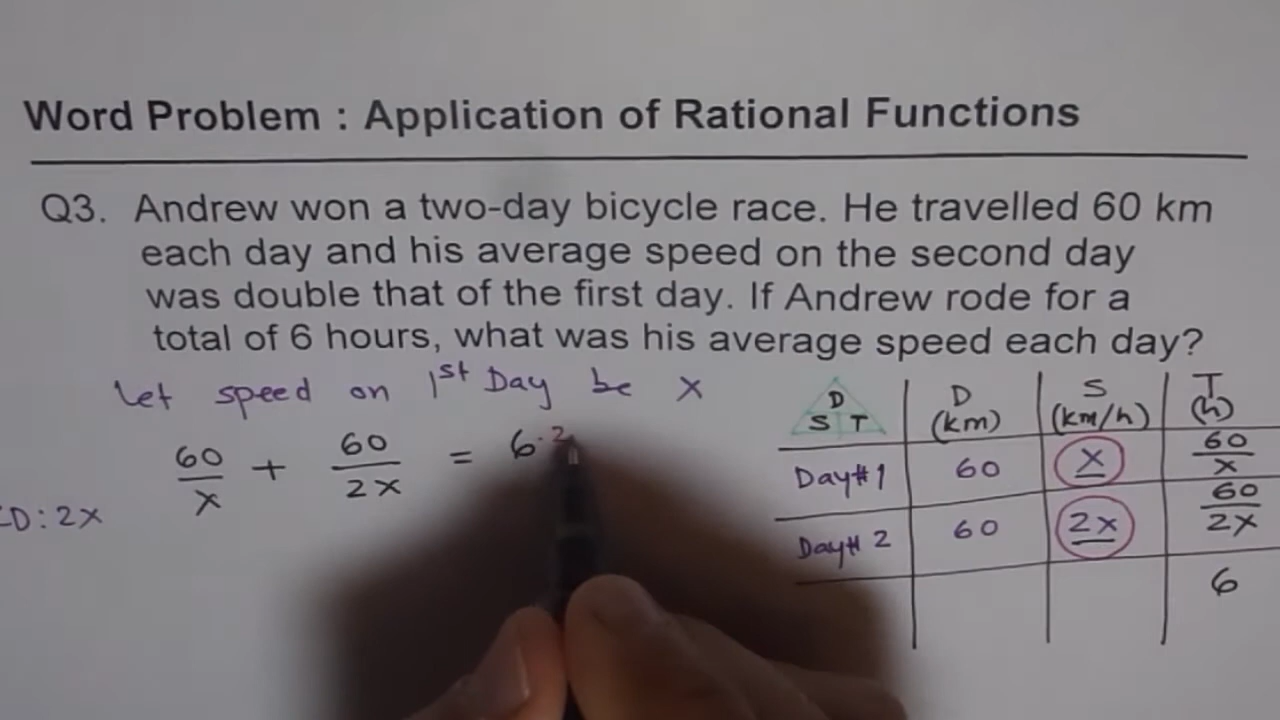 Word Problem : Application of Rational Functions
Q3. Andrew won a two-day bicycle race. He travelled 60 km
each day and his average speed on the second day
was double that of the first day. If Andrew rode for a
total of 6 hours, what was his average speed each day?
Let speed on 1st Day be x
60/x + 60/2x = 6·2
D: 2x
D
S T
D (km) S (km/h) T (h)
Day#1 60 x 60/x
Day# 2 60 2x 60/2x
6